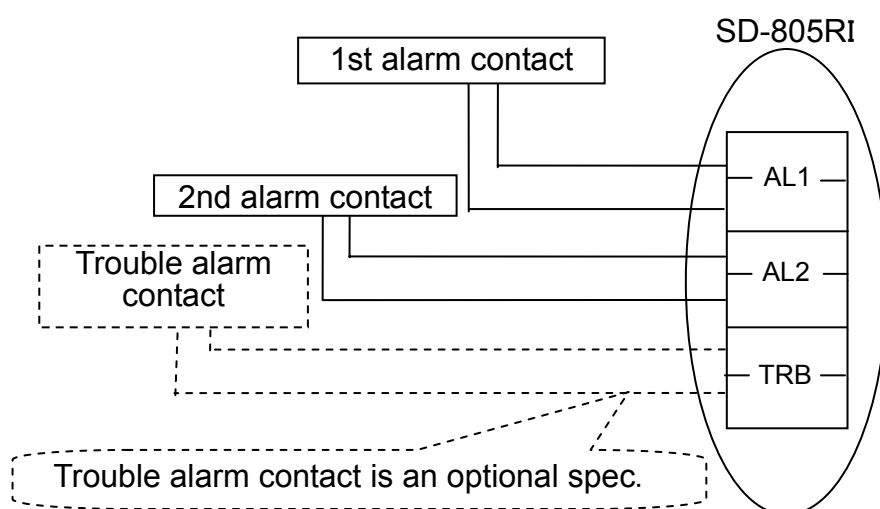 SD-805RI
1st alarm contact
AL1
2nd alarm contact
AL2
Trouble alarm
contact
TRB
Trouble alarm contact is an optional spec.